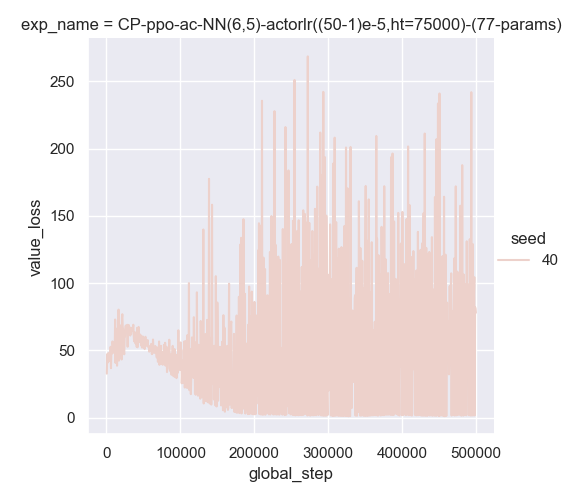 exp_name = CP-ppo-ac-NN(6,5)-actorlr((50-1)e-5,ht=75000)-(77-params)
250
200
150
100
50
0
value_loss
0 100000 200000 300000 400000 500000
global_step
seed
40